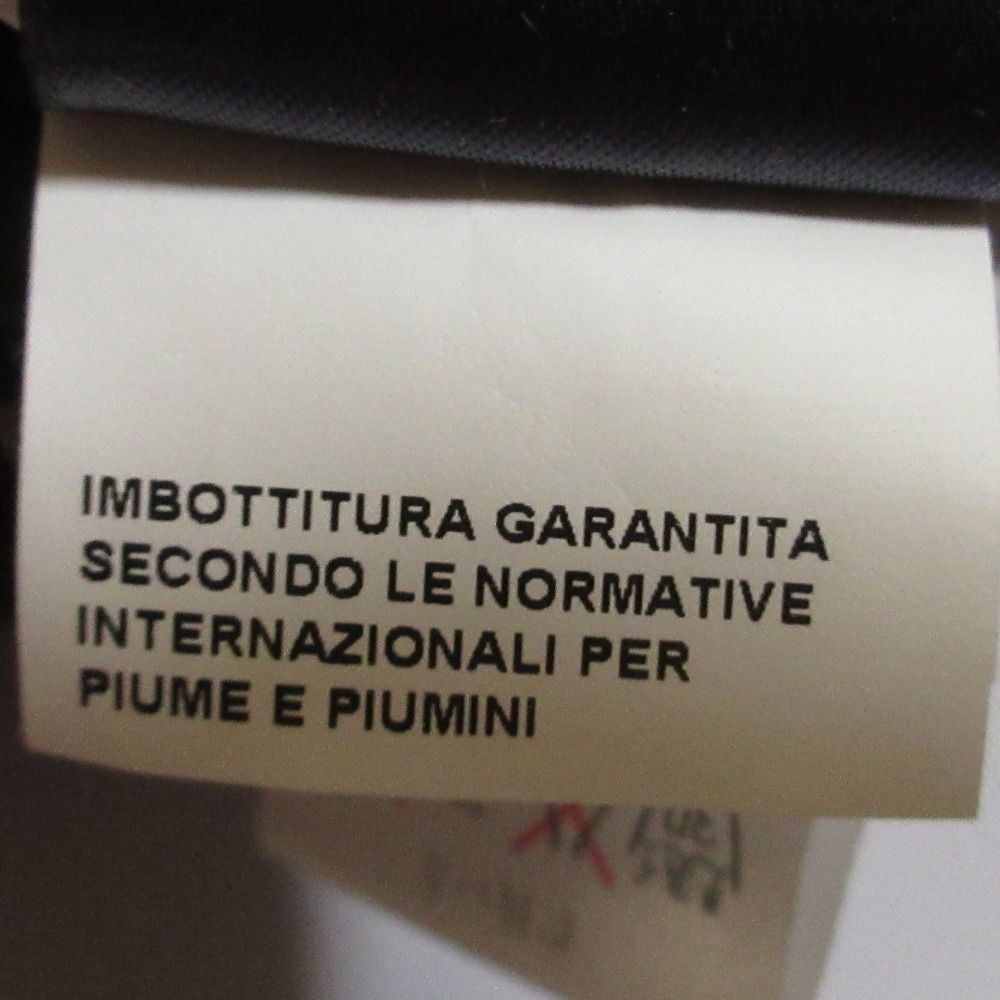 IMBOTTITURA GARANTITA
SECONDO LE NORMATIVE
INTERNAZIONALI PER
PIUME E PIUMINI